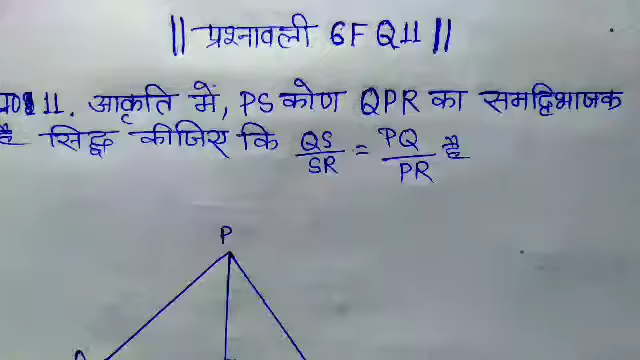 || प्रश्नावली 6F Q11 ||
11. आकृति में, PS कोण QPR का समद्विभाजक
है सिद्ध कीजिए कि QS/SR = PQ/PR है
P